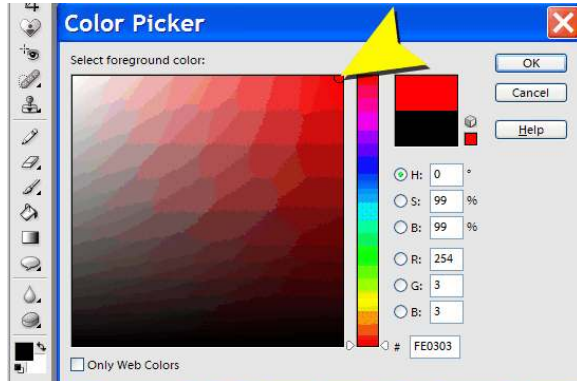 Color Picker
Select foreground color:
OK
Cancel
Help
H: 0 °
S: 99 %
B: 99 %
R: 254
G: 3
B: 3
# FE0303
Only Web Colors